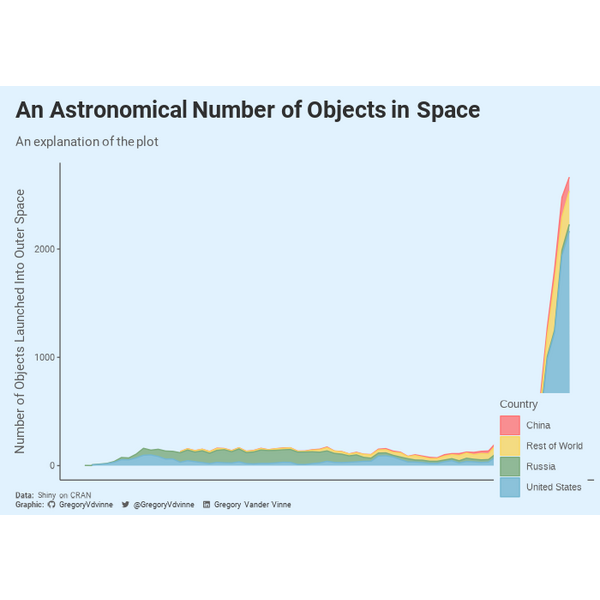 An Astronomical Number of Objects in Space
An explanation of the plot
Number of Objects Launched Into Outer Space
2000
1000
0
Country
China
Rest of World
Russia
United States
Data: Shiny on CRAN
Graphic: GregoryVdvinne @GregoryVdvinne Gregory Vander Vinne